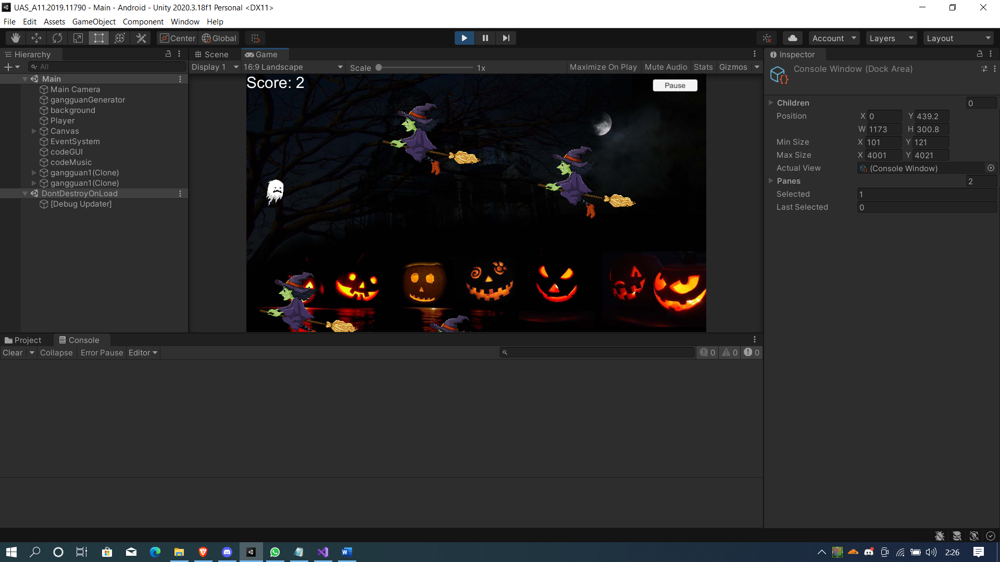 UAS_A11.2019.11790 - Main - Android - Unity 2020.3.18f1 Personal <DX11>
File Edit Assets GameObject Component Window Help
Center Global Account Layers Layout
Hierarchy Scene Game Inspector
All Display 1 16:9 Landscape Scale 1x Maximize On Play Mute Audio Stats Gizmos
Console Window (Dock Area)
Main
Main Camera
gangguanGenerator
background
Player
Canvas
EventSystem
codeGUI
codeMusic
gangguan1(Clone)
gangguan1(Clone)
DontDestroyOnLoad
[Debug Updater]
Score: 2
Pause
Children 0
Position X 0 Y 439.2
W 1173 H 300.8
Min Size X 101 Y 121
Max Size X 4001 Y 4021
Actual View (Console Window)
Panes 2
Selected 1
Last Selected 0
Project Console
Clear Collapse Error Pause Editor 0 0 0
2:26